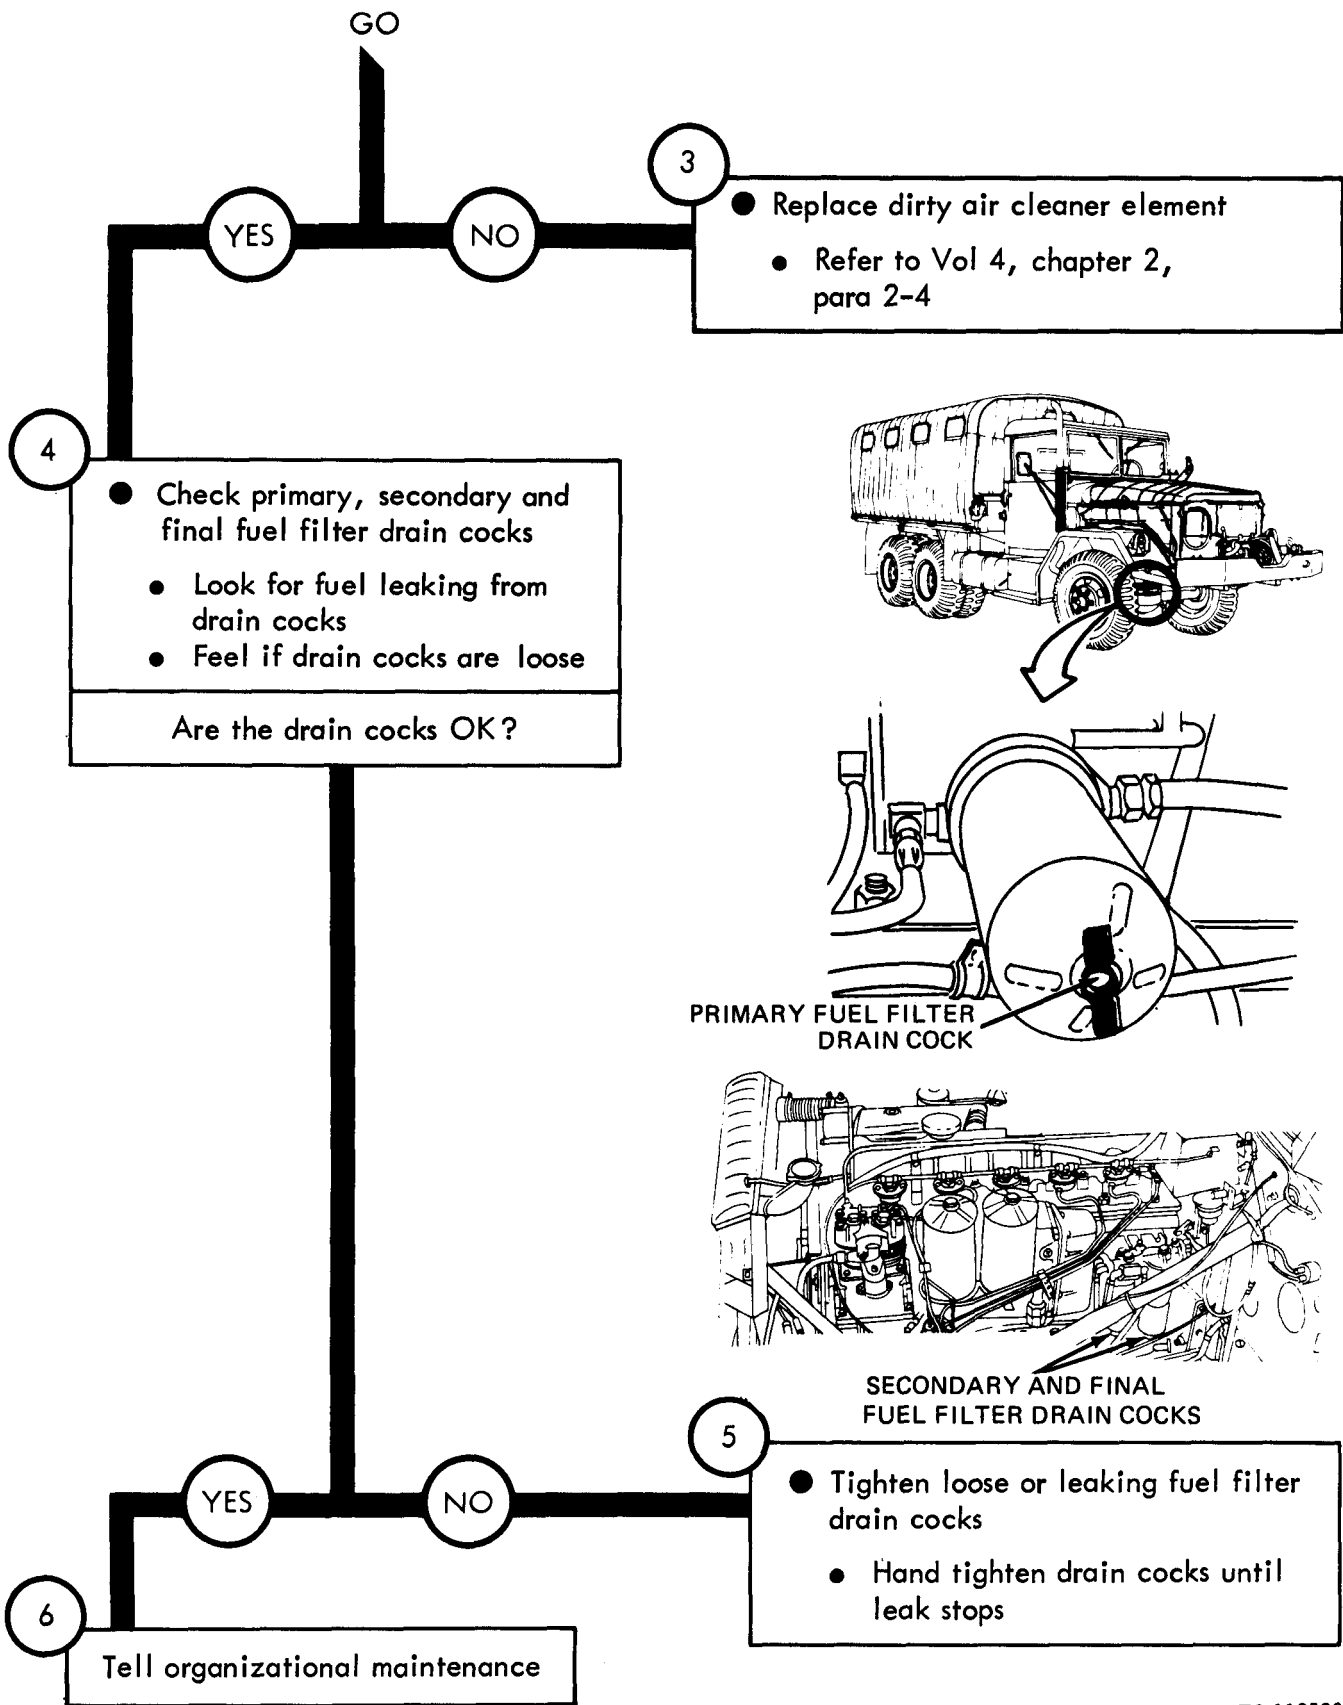 GO
YES
NO
3
● Replace dirty air cleaner element
● Refer to Vol 4, chapter 2,
para 2-4
4
● Check primary, secondary and
final fuel filter drain cocks
● Look for fuel leaking from
drain cocks
● Feel if drain cocks are loose
Are the drain cocks OK?
PRIMARY FUEL FILTER
DRAIN COCK
SECONDARY AND FINAL
FUEL FILTER DRAIN COCKS
YES
NO
5
● Tighten loose or leaking fuel filter
drain cocks
● Hand tighten drain cocks until
leak stops
6
Tell organizational maintenance